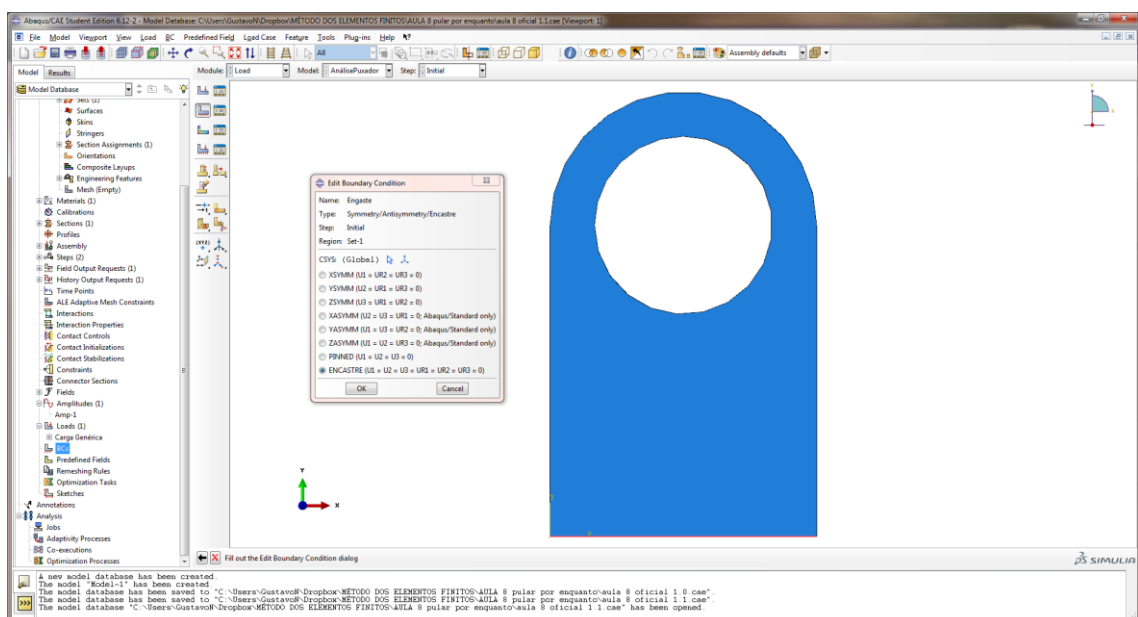 Abaqus/CAE Student Edition 6.12-2 - Model Database: C:\Users\GustavoN\Dropbox\MÉTODO DOS ELEMENTOS FINITOS\AULA 8 pular por enquanto\aula 8 oficial 1.1.cae [Viewport: 1]
File Model Viewport View Load BC Predefined Field Load Case Feature Tools Plug-ins Help
All
Assembly defaults
Model Results
Module: Load Model: AnálisePuxador Step: Initial
Model Database
Sets (1)
Surfaces
Skins
Stringers
Section Assignments (1)
Orientations
Composite Layups
Engineering Features
Mesh (Empty)
Materials (1)
Calibrations
Sections (1)
Profiles
Assembly
Steps (2)
Field Output Requests (1)
History Output Requests (1)
Time Points
ALE Adaptive Mesh Constraints
Interactions
Interaction Properties
Contact Controls
Contact Initializations
Contact Stabilizations
Constraints
Connector Sections
Fields
Amplitudes (1)
Amp-1
Loads (1)
Carga Genérica
BCs
Predefined Fields
Remeshing Rules
Optimization Tasks
Sketches
Annotations
Analysis
Jobs
Adaptivity Processes
Co-executions
Optimization Processes
(XYZ)
Edit Boundary Condition
Name: Engaste
Type: Symmetry/Antisymmetry/Encastre
Step: Initial
Region: Set-1
CSYS: (Global)
XSYMM (U1 = UR2 = UR3 = 0)
YSYMM (U2 = UR1 = UR3 = 0)
ZSYMM (U3 = UR1 = UR2 = 0)
XASYMM (U2 = U3 = UR1 = 0; Abaqus/Standard only)
YASYMM (U1 = U3 = UR2 = 0; Abaqus/Standard only)
ZASYMM (U1 = U2 = UR3 = 0; Abaqus/Standard only)
PINNED (U1 = U2 = U3 = 0)
ENCASTRE (U1 = U2 = U3 = UR1 = UR2 = UR3 = 0)
OK Cancel
Y
X
Fill out the Edit Boundary Condition dialog
SIMULIA
A new model database has been created.
The model "Model-1" has been created.
The model database has been saved to "C:\Users\GustavoN\Dropbox\MÉTODO DOS ELEMENTOS FINITOS\AULA 8 pular por enquanto\aula 8 oficial 1.0.cae".
The model database has been saved to "C:\Users\GustavoN\Dropbox\MÉTODO DOS ELEMENTOS FINITOS\AULA 8 pular por enquanto\aula 8 oficial 1.1.cae".
The model database "C:\Users\GustavoN\Dropbox\MÉTODO DOS ELEMENTOS FINITOS\AULA 8 pular por enquanto\aula 8 oficial 1.1.cae" has been opened.